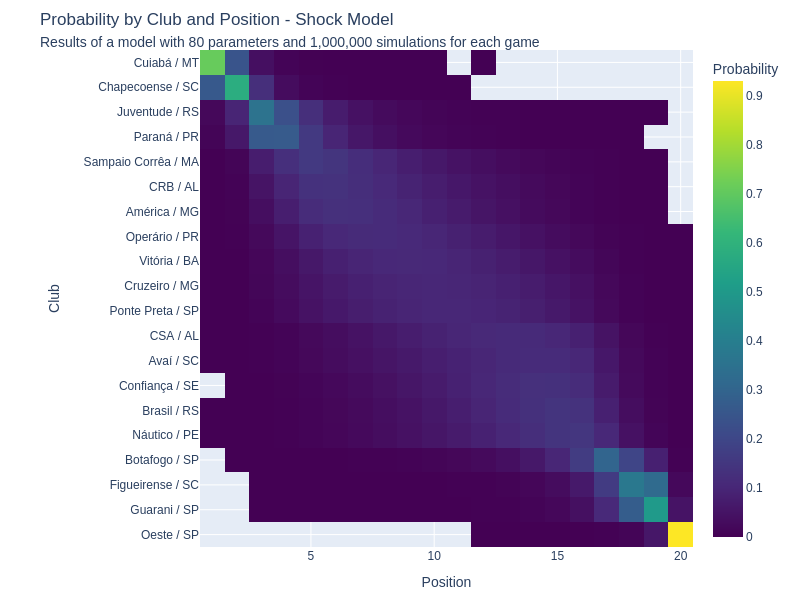 Probability by Club and Position - Shock Model
Results of a model with 80 parameters and 1,000,000 simulations for each game
Probability
Club
Cuiabá / MT
Chapecoense / SC
Juventude / RS
Paraná / PR
Sampaio Corrêa / MA
CRB / AL
América / MG
Operário / PR
Vitória / BA
Cruzeiro / MG
Ponte Preta / SP
CSA / AL
Avaí / SC
Confiança / SE
Brasil / RS
Náutico / PE
Botafogo / SP
Figueirense / SC
Guarani / SP
Oeste / SP
5
10
15
20
Position
0.9
0.8
0.7
0.6
0.5
0.4
0.3
0.2
0.1
0